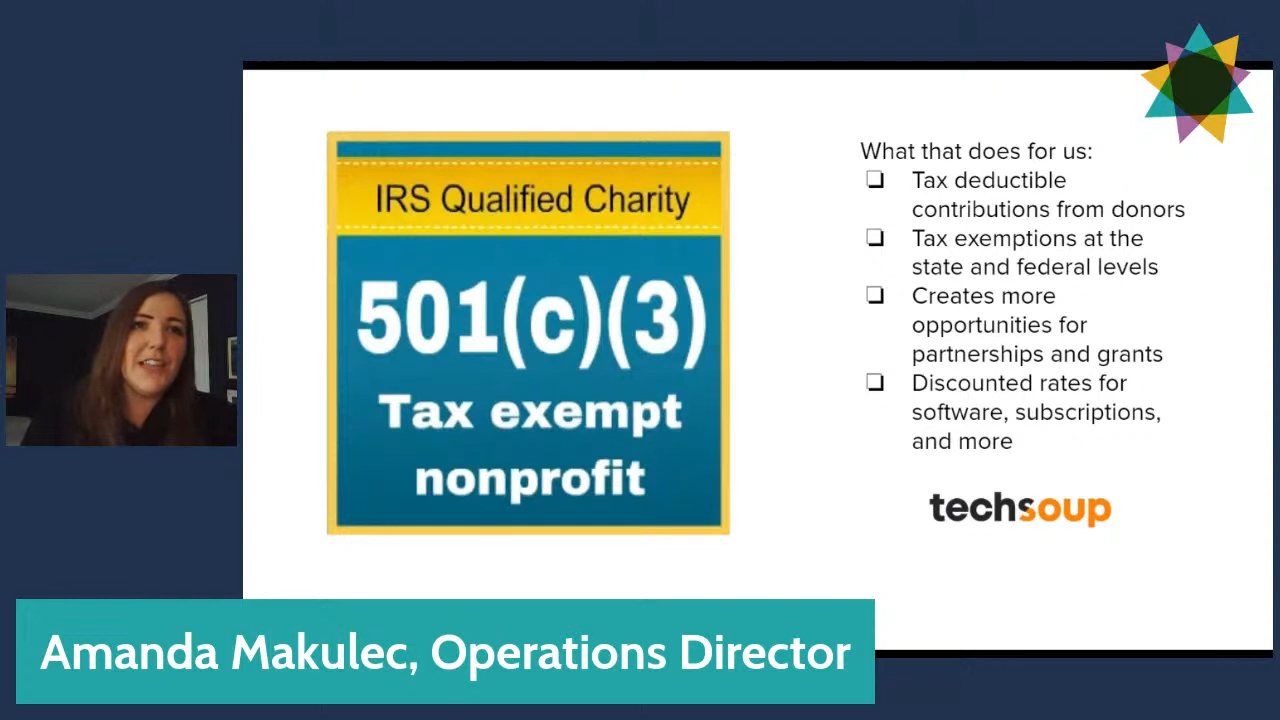 IRS Qualified Charity
501(c)(3)
Tax exempt
nonprofit
What that does for us:
Tax deductible
contributions from donors
Tax exemptions at the
state and federal levels
Creates more
opportunities for
partnerships and grants
Discounted rates for
software, subscriptions,
and more
techsoup
Amanda Makulec, Operations Director